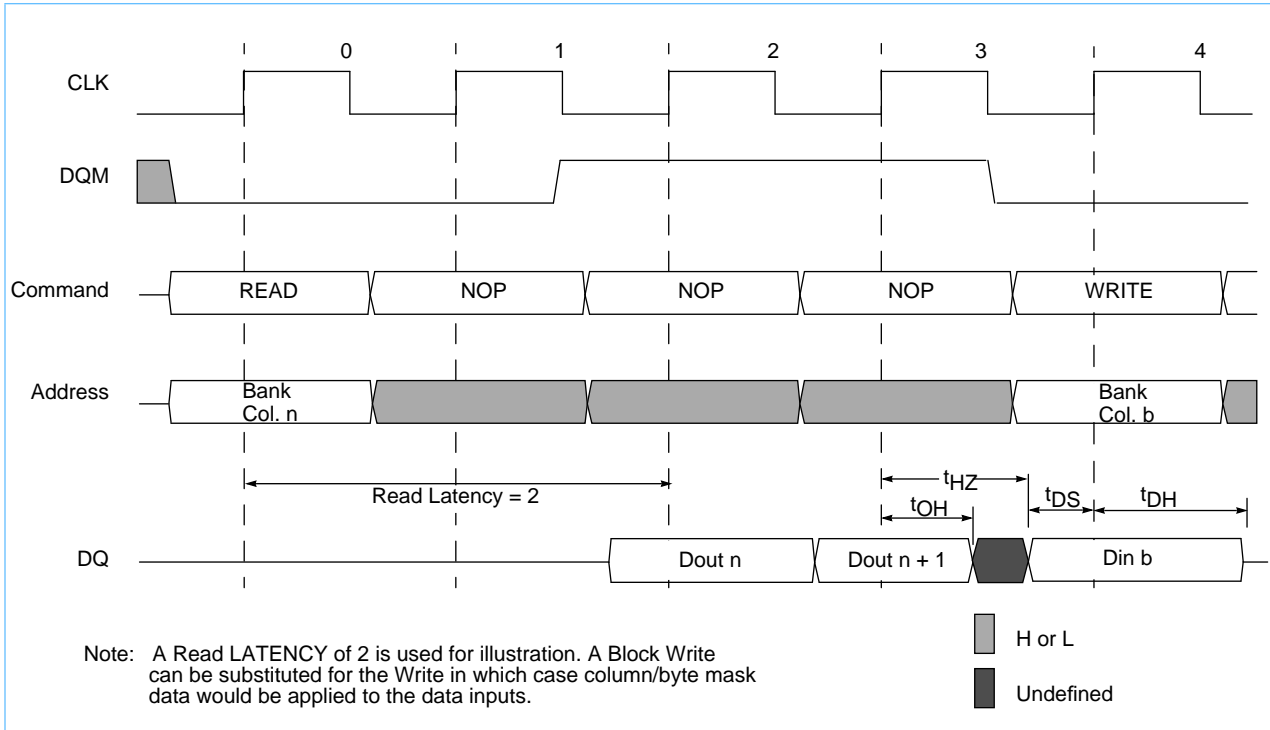 0 1 2 3 4
CLK
DQM
Command READ NOP NOP NOP WRITE
Address Bank Col. n Bank Col. b
Read Latency = 2
tHZ
tOH
tDS tDH
DQ Dout n Dout n + 1 Din b
H or L
Undefined
Note: A Read LATENCY of 2 is used for illustration. A Block Write
can be substituted for the Write in which case column/byte mask
data would be applied to the data inputs.